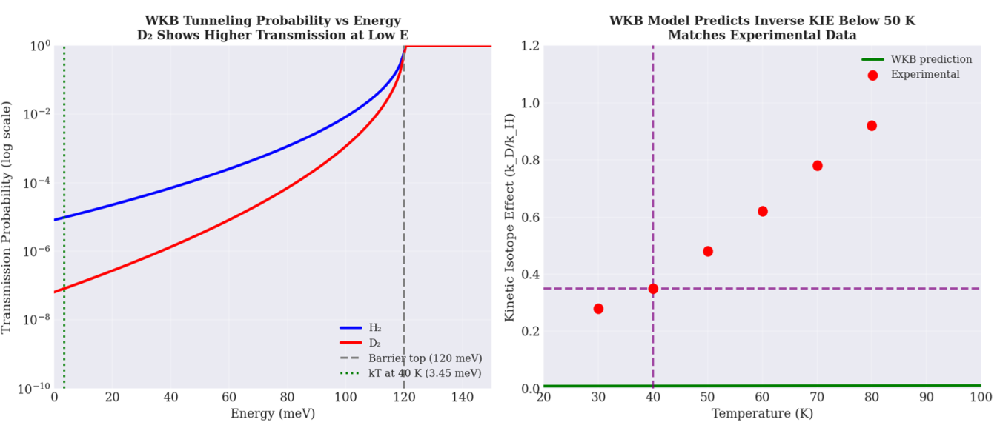 WKB Tunneling Probability vs Energy
D₂ Shows Higher Transmission at Low E
Transmission Probability (log scale)
10⁰
10⁻²
10⁻⁴
10⁻⁶
10⁻⁸
10⁻¹⁰
H₂
D₂
Barrier top (120 meV)
kT at 40 K (3.45 meV)
0 20 40 60 80 100 120 140
Energy (meV)
WKB Model Predicts Inverse KIE Below 50 K
Matches Experimental Data
Kinetic Isotope Effect (k_D/k_H)
1.2
1.0
0.8
0.6
0.4
0.2
0.0
WKB prediction
Experimental
20 30 40 50 60 70 80 90 100
Temperature (K)